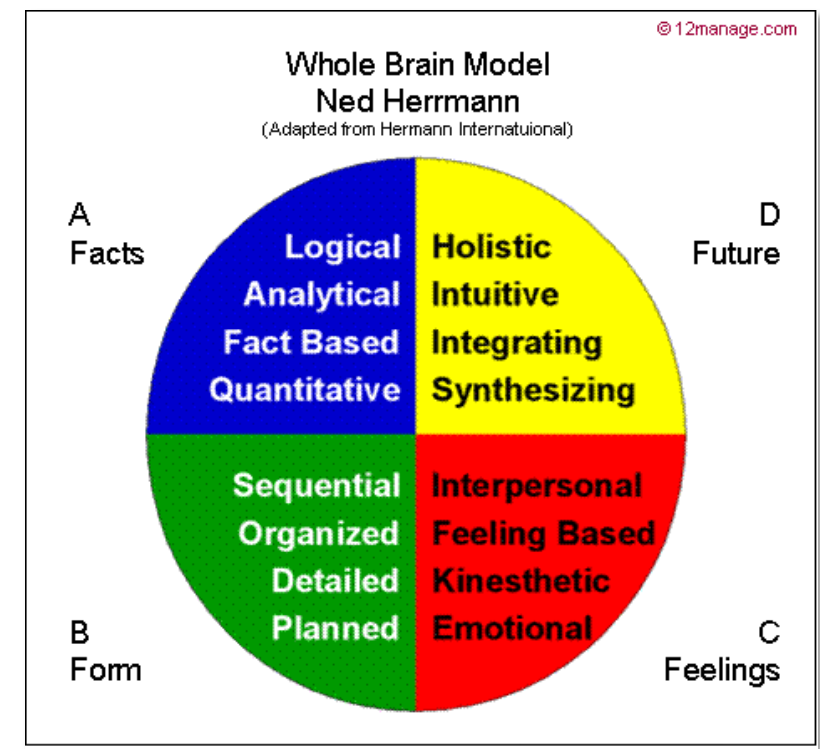 © 12manage.com
Whole Brain Model
Ned Herrmann
(Adapted from Hermann Internatuional)
A
Facts
D
Future
Logical
Analytical
Fact Based
Quantitative
Holistic
Intuitive
Integrating
Synthesizing
Sequential
Organized
Detailed
Planned
Interpersonal
Feeling Based
Kinesthetic
Emotional
B
Form
C
Feelings